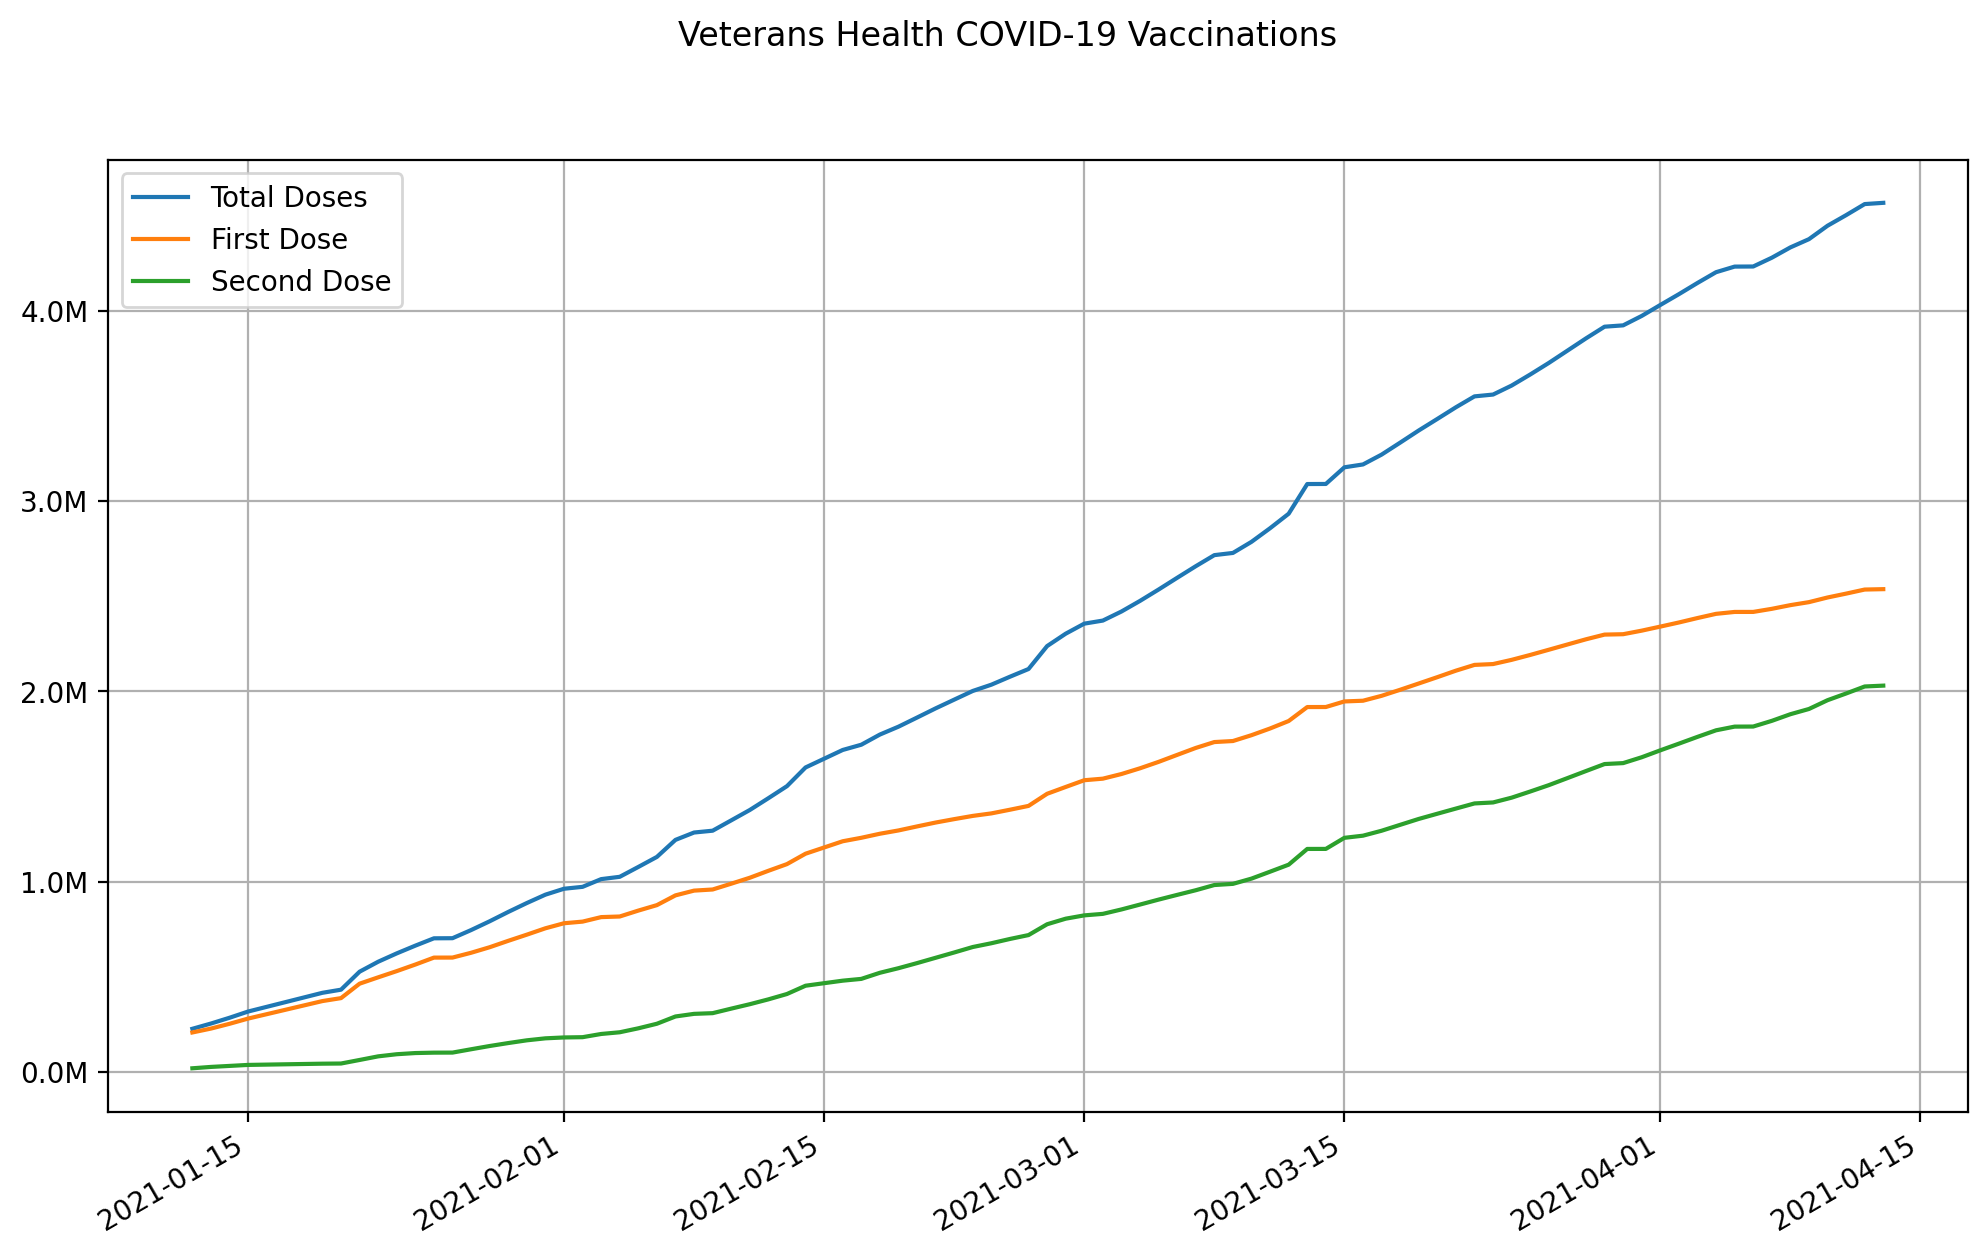 Veterans Health COVID-19 Vaccinations
Total Doses
First Dose
Second Dose
4.0M
3.0M
2.0M
1.0M
0.0M
2021-01-15
2021-02-01
2021-02-15
2021-03-01
2021-03-15
2021-04-01
2021-04-15